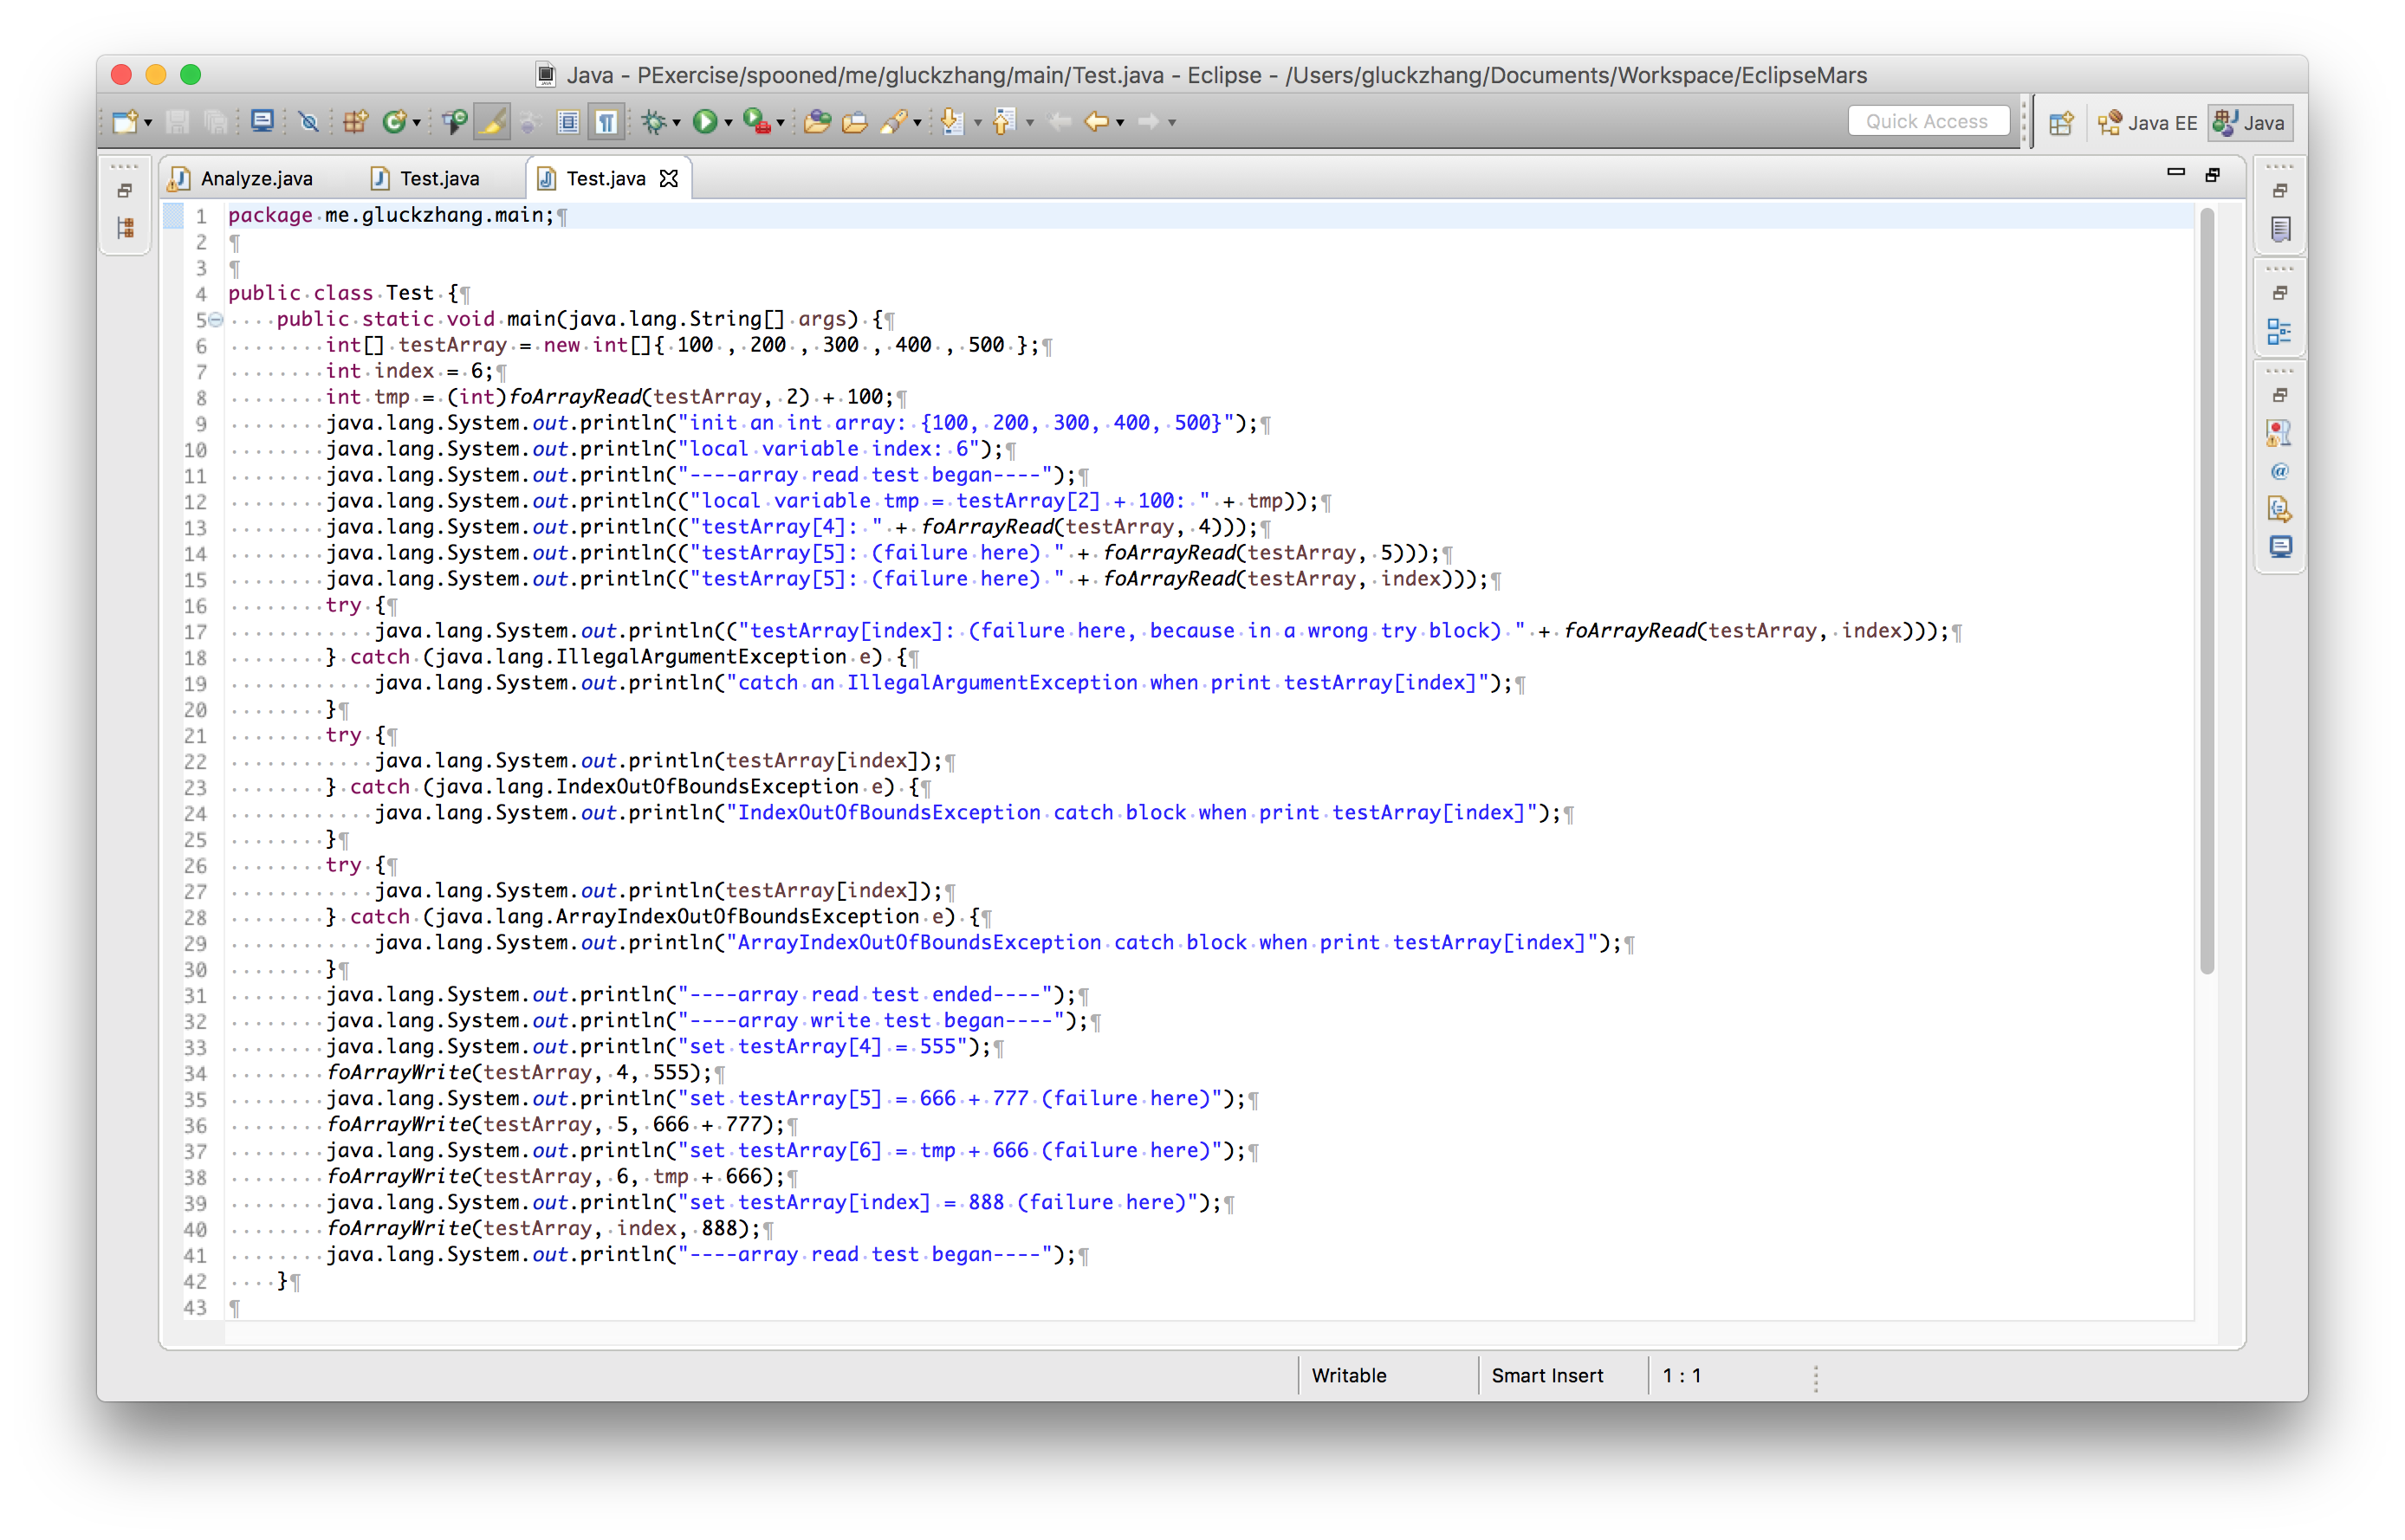 Java - PExercise/spooned/me/gluckzhang/main/Test.java - Eclipse - /Users/gluckzhang/Documents/Workspace/EclipseMars
Quick Access
Java EE
Java
Analyze.java
Test.java
Test.java
1 package me.gluckzhang.main;¶
2 ¶
3 ¶
4 public class Test {¶
5     public static void main(java.lang.String[] args) {¶
6         int[] testArray = new int[]{ 100 , 200 , 300 , 400 , 500 };¶
7         int index = 6;¶
8         int tmp = (int)foArrayRead(testArray, 2) + 100;¶
9         java.lang.System.out.println("init an int array: {100, 200, 300, 400, 500}");¶
10         java.lang.System.out.println("local variable index: 6");¶
11         java.lang.System.out.println("----array read test began----");¶
12         java.lang.System.out.println(("local variable tmp = testArray[2] + 100: " + tmp));¶
13         java.lang.System.out.println(("testArray[4]: " + foArrayRead(testArray, 4)));¶
14         java.lang.System.out.println(("testArray[5]: (failure here) " + foArrayRead(testArray, 5)));¶
15         java.lang.System.out.println(("testArray[5]: (failure here) " + foArrayRead(testArray, index)));¶
16         try {¶
17             java.lang.System.out.println(("testArray[index]: (failure here, because in a wrong try block) " + foArrayRead(testArray, index)));¶
18         } catch (java.lang.IllegalArgumentException e) {¶
19             java.lang.System.out.println("catch an IllegalArgumentException when print testArray[index]");¶
20         }¶
21         try {¶
22             java.lang.System.out.println(testArray[index]);¶
23         } catch (java.lang.IndexOutOfBoundsException e) {¶
24             java.lang.System.out.println("IndexOutOfBoundsException catch block when print testArray[index]");¶
25         }¶
26         try {¶
27             java.lang.System.out.println(testArray[index]);¶
28         } catch (java.lang.ArrayIndexOutOfBoundsException e) {¶
29             java.lang.System.out.println("ArrayIndexOutOfBoundsException catch block when print testArray[index]");¶
30         }¶
31         java.lang.System.out.println("----array read test ended----");¶
32         java.lang.System.out.println("----array write test began----");¶
33         java.lang.System.out.println("set testArray[4] = 555");¶
34         foArrayWrite(testArray, 4, 555);¶
35         java.lang.System.out.println("set testArray[5] = 666 + 777 (failure here)");¶
36         foArrayWrite(testArray, 5, 666 + 777);¶
37         java.lang.System.out.println("set testArray[6] = tmp + 666 (failure here)");¶
38         foArrayWrite(testArray, 6, tmp + 666);¶
39         java.lang.System.out.println("set testArray[index] = 888 (failure here)");¶
40         foArrayWrite(testArray, index, 888);¶
41         java.lang.System.out.println("----array read test began----");¶
42     }¶
43 ¶
Writable
Smart Insert
1 : 1